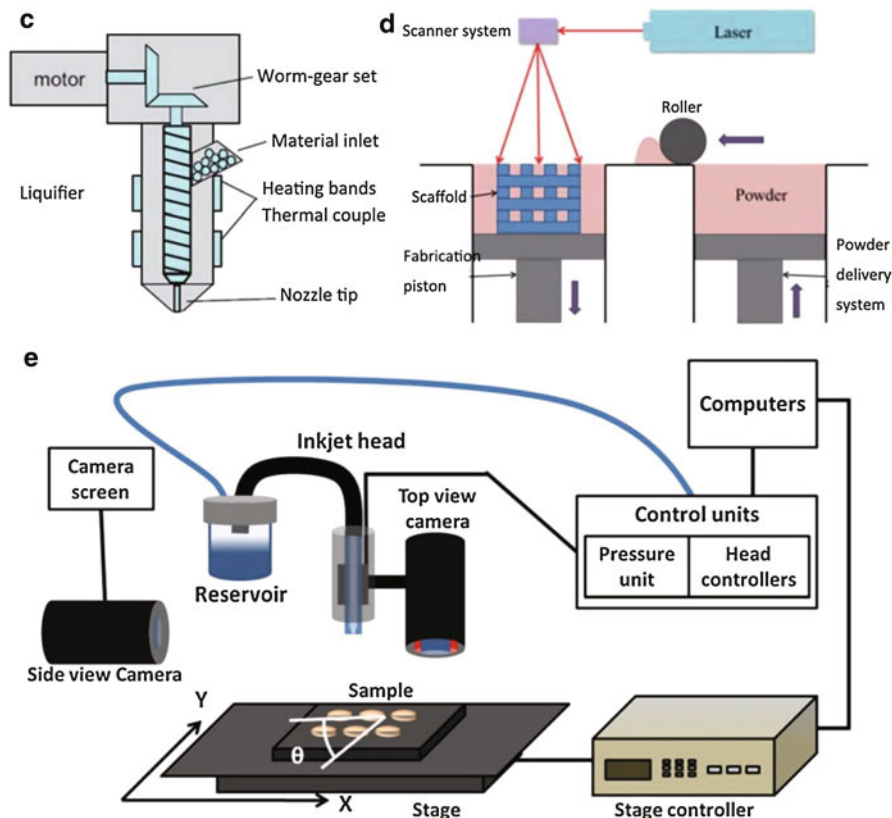 c
motor
Worm-gear set
Material inlet
Liquifier
Heating bands
Thermal couple
Nozzle tip
d
Scanner system
Laser
Roller
Scaffold
Powder
Fabrication
piston
Powder
delivery
system
e
Camera
screen
Inkjet head
Top view
camera
Computers
Control units
Pressure
unit
Head
controllers
Reservoir
Side view Camera
Y
Sample
θ
X
Stage
Stage controller